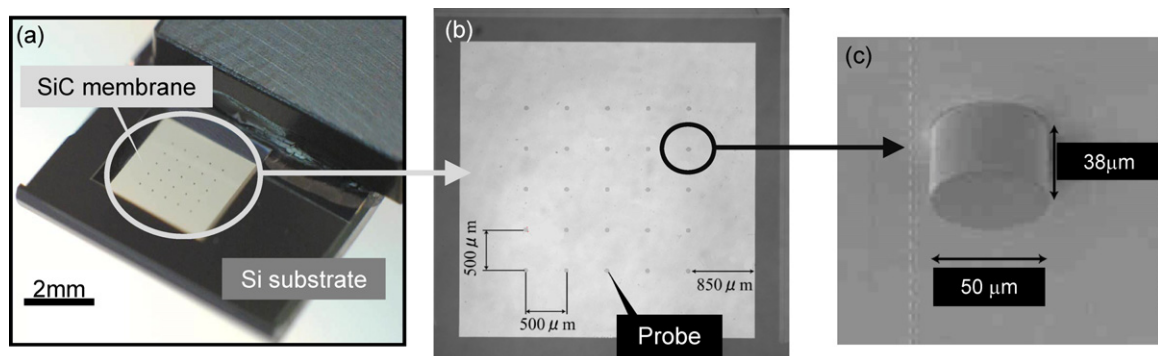 (a)
SiC membrane
Si substrate
2mm
(b)
500 μ m
500 μ m
850 μ m
Probe
(c)
38μm
50 μm